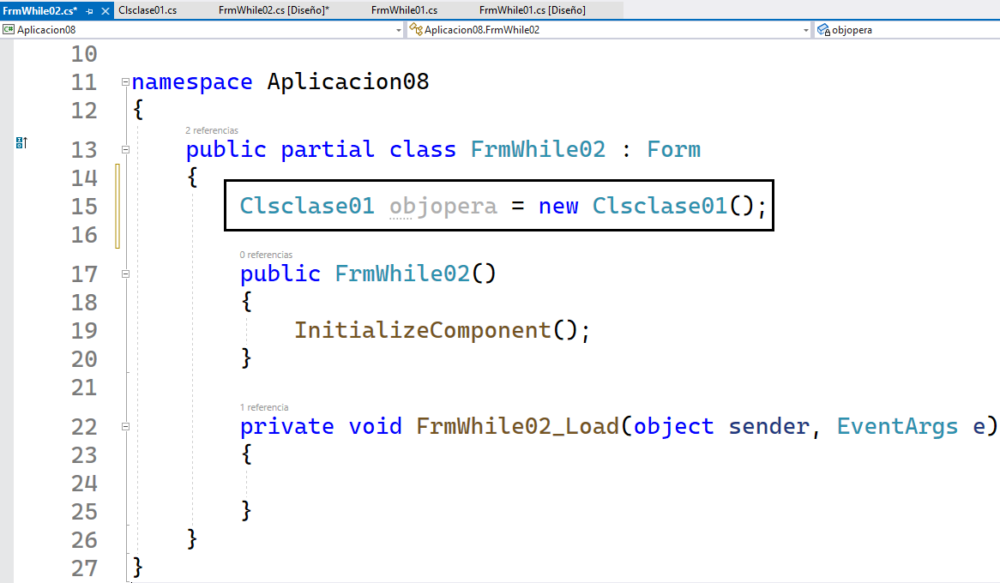 FrmWhile02.cs* Clsclase01.cs FrmWhile02.cs [Diseño]* FrmWhile01.cs FrmWhile01.cs [Diseño]
C# Aplicacion08 Aplicacion08.FrmWhile02 objopera
10
11 namespace Aplicacion08
12 {
2 referencias
13 public partial class FrmWhile02 : Form
14 {
15 Clsclase01 objopera = new Clsclase01();
16
0 referencias
17 public FrmWhile02()
18 {
19 InitializeComponent();
20 }
21
1 referencia
22 private void FrmWhile02_Load(object sender, EventArgs e)
23 {
24
25 }
26 }
27 }